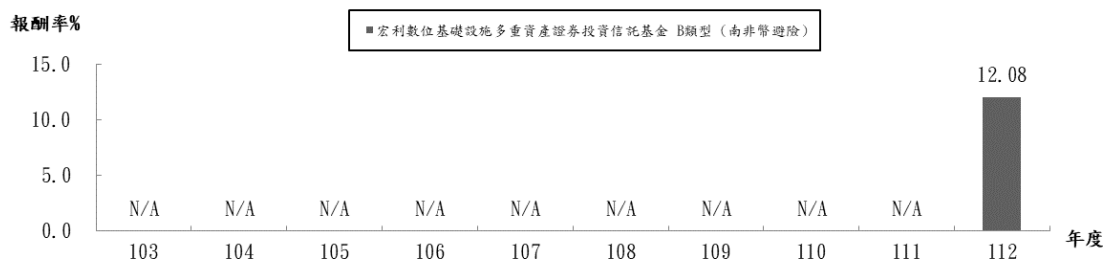 報酬率%
■宏利數位基礎設施多重資產證券投資信託基金 B類型 (南非幣避險)
15.0
12.08
10.0
5.0
N/A N/A N/A N/A N/A N/A N/A N/A N/A
0.0
103 104 105 106 107 108 109 110 111 112
年度